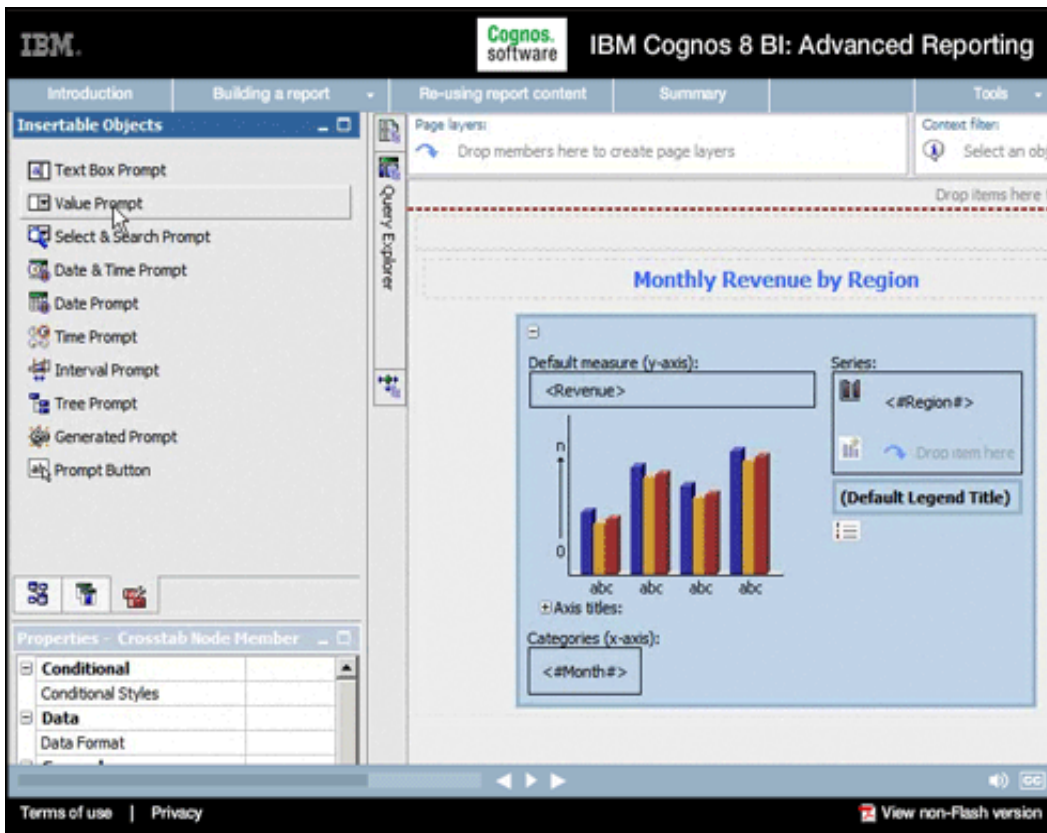 IBM.
Cognos.
software
IBM Cognos 8 BI: Advanced Reporting
Introduction
Building a report
Re-using report content
Summary
Tools
Insertable Objects
Text Box Prompt
Value Prompt
Select & Search Prompt
Date & Time Prompt
Date Prompt
Time Prompt
Interval Prompt
Tree Prompt
Generated Prompt
Prompt Button
Properties - Crosstab Node Member
Conditional
Conditional Styles
Data
Data Format
Query Explorer
Page layers:
Drop members here to create page layers
Context filter:
Select an obj
Drop items here
Monthly Revenue by Region
Default measure (y-axis):
<Revenue>
Series:
<#Region#>
Drop item here
(Default Legend Title)
n
0
abc abc abc abc
Axis titles:
Categories (x-axis):
<#Month#>
CC
Terms of use | Privacy
View non-Flash version